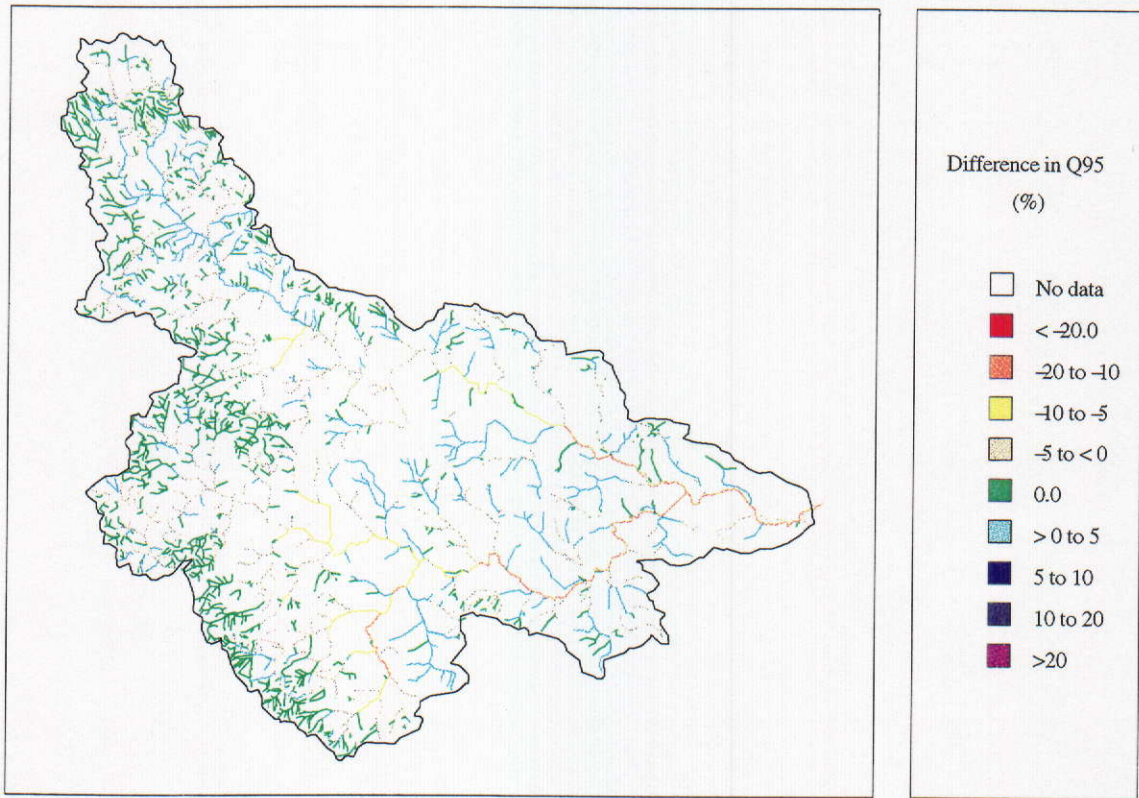 Difference in Q95
(%)
No data
< -20.0
-20 to -10
-10 to -5
-5 to < 0
0.0
> 0 to 5
5 to 10
10 to 20
>20